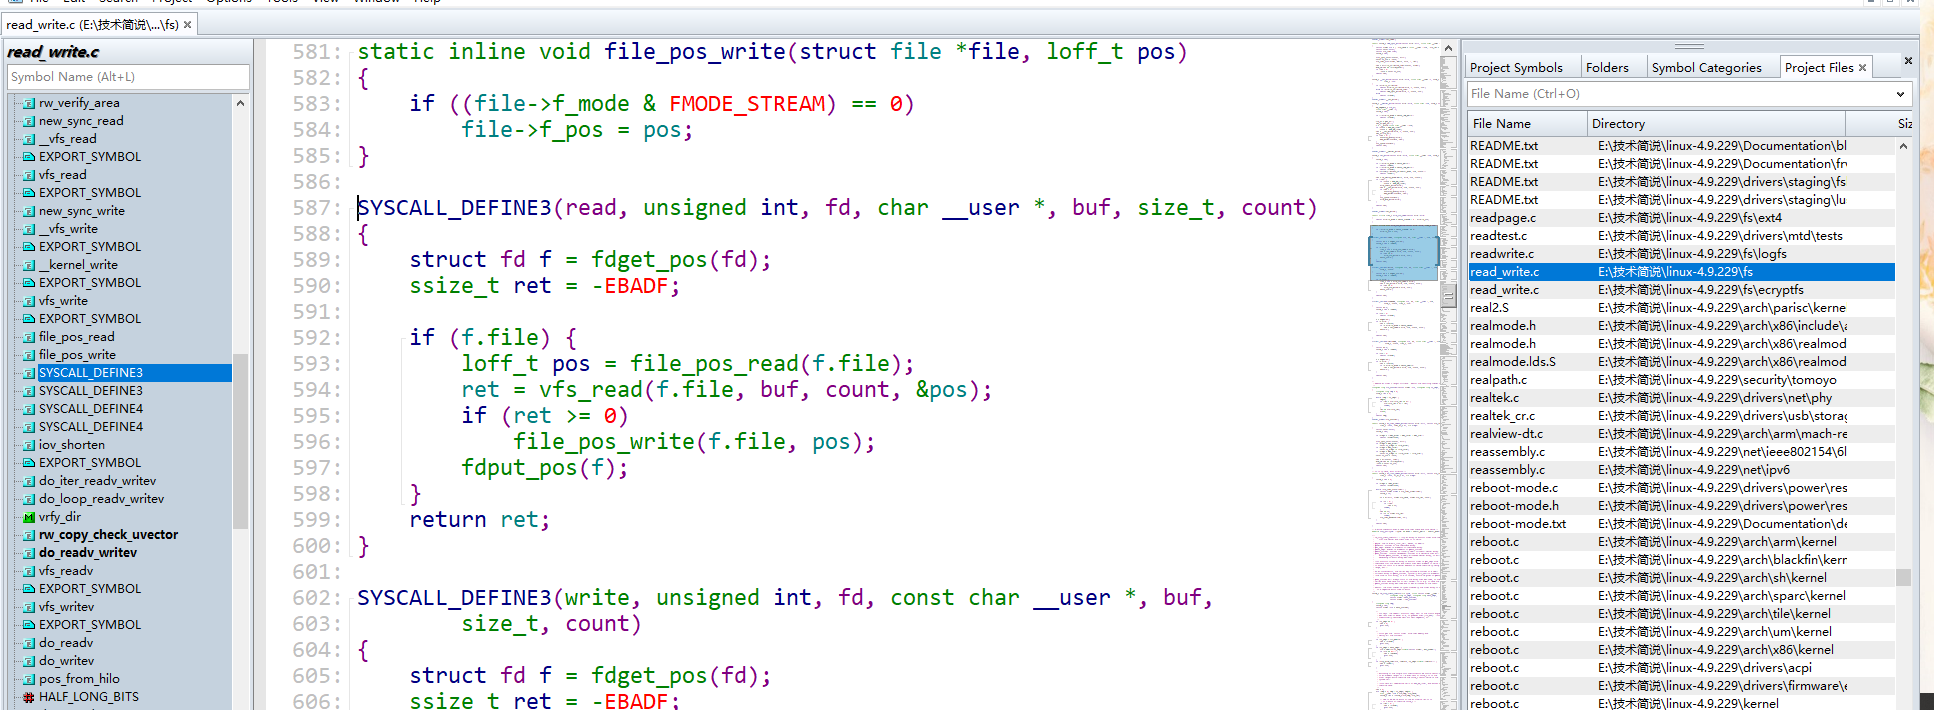 File Edit Search Project Options Tools View Window Help
read_write.c (E:\技术简说\...\fs)
read_write.c
Symbol Name (Alt+L)
rw_verify_area
new_sync_read
__vfs_read
EXPORT_SYMBOL
vfs_read
EXPORT_SYMBOL
new_sync_write
__vfs_write
EXPORT_SYMBOL
__kernel_write
EXPORT_SYMBOL
vfs_write
EXPORT_SYMBOL
file_pos_read
file_pos_write
SYSCALL_DEFINE3
SYSCALL_DEFINE3
SYSCALL_DEFINE4
SYSCALL_DEFINE4
iov_shorten
EXPORT_SYMBOL
do_iter_readv_writev
do_loop_readv_writev
vrfy_dir
rw_copy_check_uvector
do_readv_writev
vfs_readv
EXPORT_SYMBOL
vfs_writev
EXPORT_SYMBOL
do_readv
do_writev
pos_from_hilo
HALF_LONG_BITS
581: static inline void file_pos_write(struct file *file, loff_t pos)
582: {
583: if ((file->f_mode & FMODE_STREAM) == 0)
584: file->f_pos = pos;
585: }
586:
587: SYSCALL_DEFINE3(read, unsigned int, fd, char __user *, buf, size_t, count)
588: {
589: struct fd f = fdget_pos(fd);
590: ssize_t ret = -EBADF;
591:
592: if (f.file) {
593: loff_t pos = file_pos_read(f.file);
594: ret = vfs_read(f.file, buf, count, &pos);
595: if (ret >= 0)
596: file_pos_write(f.file, pos);
597: fdput_pos(f);
598: }
599: return ret;
600: }
601:
602: SYSCALL_DEFINE3(write, unsigned int, fd, const char __user *, buf,
603: size_t, count)
604: {
605: struct fd f = fdget_pos(fd);
606: ssize_t ret = -EBADF;
Project Symbols Folders Symbol Categories Project Files
File Name (Ctrl+O)
File Name Directory Siz
README.txt E:\技术简说\linux-4.9.229\Documentation\bl
README.txt E:\技术简说\linux-4.9.229\Documentation\frv
README.txt E:\技术简说\linux-4.9.229\drivers\staging\fs
README.txt E:\技术简说\linux-4.9.229\drivers\staging\lu
readpage.c E:\技术简说\linux-4.9.229\fs\ext4
readtest.c E:\技术简说\linux-4.9.229\drivers\mtd\tests
readwrite.c E:\技术简说\linux-4.9.229\fs\logfs
read_write.c E:\技术简说\linux-4.9.229\fs
read_write.c E:\技术简说\linux-4.9.229\fs\ecryptfs
real2.S E:\技术简说\linux-4.9.229\arch\parisc\kerne
realmode.h E:\技术简说\linux-4.9.229\arch\x86\include\a
realmode.h E:\技术简说\linux-4.9.229\arch\x86\realmod
realmode.lds.S E:\技术简说\linux-4.9.229\arch\x86\realmod
realpath.c E:\技术简说\linux-4.9.229\security\tomoyo
realtek.c E:\技术简说\linux-4.9.229\drivers\net\phy
realtek_cr.c E:\技术简说\linux-4.9.229\drivers\usb\storag
realview-dt.c E:\技术简说\linux-4.9.229\arch\arm\mach-re
reassembly.c E:\技术简说\linux-4.9.229\net\ieee802154\6l
reassembly.c E:\技术简说\linux-4.9.229\net\ipv6
reboot-mode.c E:\技术简说\linux-4.9.229\drivers\power\res
reboot-mode.h E:\技术简说\linux-4.9.229\drivers\power\res
reboot-mode.txt E:\技术简说\linux-4.9.229\Documentation\de
reboot.c E:\技术简说\linux-4.9.229\arch\arm\kernel
reboot.c E:\技术简说\linux-4.9.229\arch\blackfin\kerr
reboot.c E:\技术简说\linux-4.9.229\arch\sh\kernel
reboot.c E:\技术简说\linux-4.9.229\arch\sparc\kernel
reboot.c E:\技术简说\linux-4.9.229\arch\tile\kernel
reboot.c E:\技术简说\linux-4.9.229\arch\um\kernel
reboot.c E:\技术简说\linux-4.9.229\arch\x86\kernel
reboot.c E:\技术简说\linux-4.9.229\drivers\acpi
reboot.c E:\技术简说\linux-4.9.229\drivers\firmware\e
reboot.c E:\技术简说\linux-4.9.229\kernel